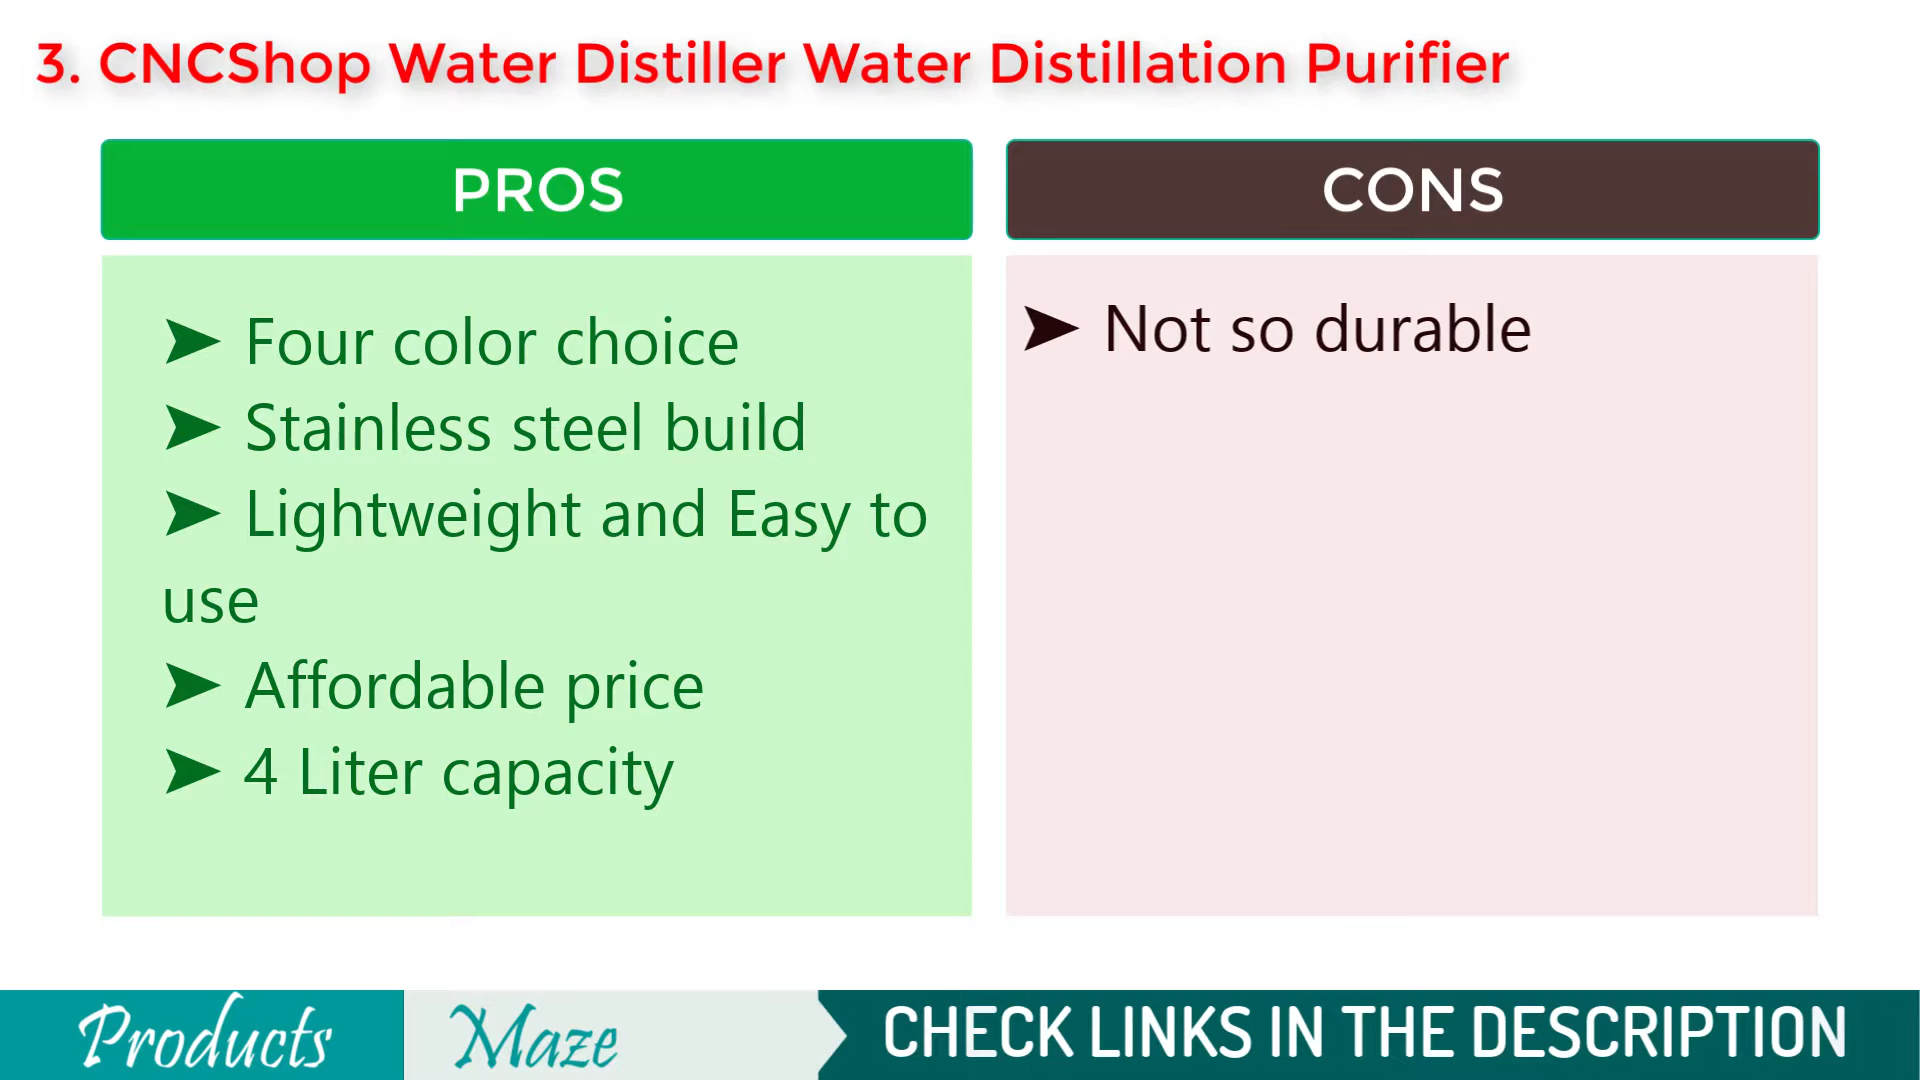 3. CNCShop Water Distiller Water Distillation Purifier
PROS
➤ Four color choice
➤ Stainless steel build
➤ Lightweight and Easy to
use
➤ Affordable price
➤ 4 Liter capacity
CONS
➤ Not so durable
Products Maze CHECK LINKS IN THE DESCRIPTION